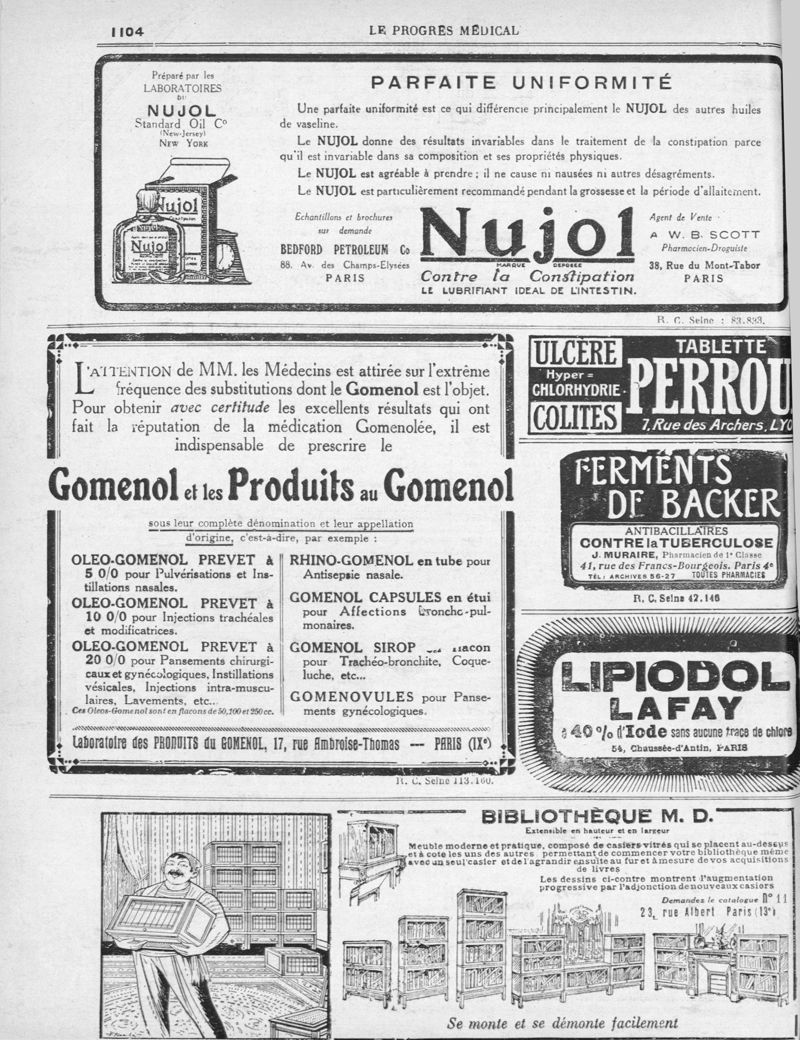 1104
LE PROGRÈS MÉDICAL
Préparé par les
LABORATOIRES
DU
NUJOL
Standard Oil Co
(New-Jersey)
NEW YORK
Nujol
Nujol
PARFAITE UNIFORMITÉ
Une parfaite uniformité est ce qui différencie principalement le NUJOL des autres huiles
de vaseline.
Le NUJOL donne des résultats invariables dans le traitement de la constipation parce
qu'il est invariable dans sa composition et ses propriétés physiques.
Le NUJOL est agréable à prendre ; il ne cause ni nausées ni autres désagréments.
Le NUJOL est particulièrement recommandé pendant la grossesse et la période d'allaitement.
Echantillons et brochures
sur demande
BEDFORD PETROLEUM Co
88. Av. des Champs-Elysées
PARIS
Nujol
MARQUE DÉPOSÉE
Contre la Constipation
LE LUBRIFIANT IDEAL DE L'INTESTIN.
Agent de Vente
A W. B. SCOTT
Pharmacien-Droguiste
38, Rue du Mont-Tabor
PARIS
R. C. Seine : 83.833.
L'ATTENTION de MM. les Médecins est attirée sur l'extrême
fréquence des substitutions dont le Gomenol est l'objet.
Pour obtenir avec certitude les excellents résultats qui ont
fait la réputation de la médication Gomenolée, il est
indispensable de prescrire le
Gomenol et les Produits au Gomenol
sous leur complète dénomination et leur appellation
d'origine, c'est-à-dire, par exemple :
OLEO-GOMENOL PREVET à
5 0/0 pour Pulvérisations et Ins-
tillations nasales.
OLEO-GOMENOL PREVET à
10 0/0 pour Injections trachéales
et modificatrices.
OLEO-GOMENOL PREVET à
20 0/0 pour Pansements chirurgi-
caux et gynécologiques, Instillations
vésicales, Injections intra-muscu-
laires, Lavements, etc...
Ces Oleos-Gomenol sont en flacons de 50, 100 et 250 cc.
RHINO-GOMENOL en tube pour
Antisepsie nasale.
GOMENOL CAPSULES en étui
pour Affections broncho-pul-
monaires.
GOMENOL SIROP flacon
pour Trachéo-bronchite, Coque-
luche, etc...
GOMENOVULES pour Panse-
ments gynécologiques.
Laboratoire des PRODUITS du GOMENOL, 17, rue Ambroise-Thomas — PARIS (IXe)
R. C. Seine 113.160.
ULCÈRE
Hyper =
CHLORHYDRIE
COLITES
TABLETTE
PERROU
7, Rue des Archers, LYO
FERMENTS
DE BACKER
ANTIBACILLAIRES
CONTRE la TUBERCULOSE
J. MURAIRE, Pharmacien de 1e Classe
41, rue des Francs-Bourgeois. Paris 4e
TÉL: ARCHIVES 56-27 TOUTES PHARMACIES
R. C. Seine 42.146
LIPIODOL
LAFAY
à 40% d'Iode sans aucune trace de chlore
54, Chaussée-d'Antin, PARIS
BIBLIOTHÈQUE M. D.
Extensible en hauteur et en largeur
Meuble moderne et pratique, composé de casiers vitrés qui se placent au-dessus
et à côté les uns des autres permettant de commencer votre bibliothèque même
avec un seul casier et de l'agrandir ensuite au fur et à mesure de vos acquisitions
de livres
Les dessins ci-contre montrent l'augmentation
progressive par l'adjonction de nouveaux casiers
Demandez le catalogue No 11
23, rue Albert Paris (13e)
Se monte et se démonte facilement